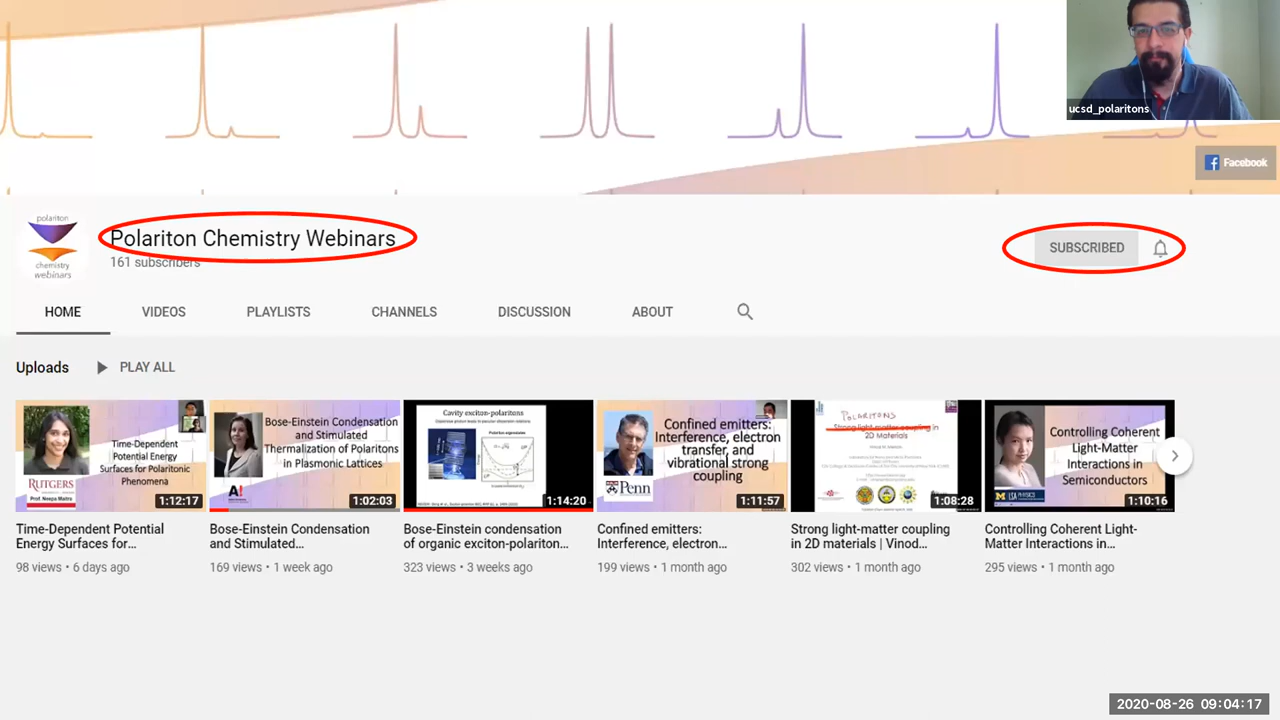 ucsd_polaritons
Facebook
polariton
chemistry
webinars
Polariton Chemistry Webinars
161 subscribers
SUBSCRIBED
HOME
VIDEOS
PLAYLISTS
CHANNELS
DISCUSSION
ABOUT
Uploads
PLAY ALL
Time-Dependent
Potential Energy
Surfaces for Polaritonic
Phenomena
RUTGERS
Prof. Neepa Maitra
1:12:17
Bose-Einstein Condensation
and Stimulated
Thermalization of Polaritons
in Plasmonic Lattices
A!
1:02:03
Cavity exciton-polaritons
1:14:20
Confined emitters:
Interference, electron
transfer, and
vibrational strong
coupling
Penn
1:11:57
POLARITONS
Strong light-matter coupling in
2D Materials
1:08:28
Controlling Coherent
Light-Matter
Interactions in
Semiconductors
LSA PHYSICS
1:10:16
Time-Dependent Potential
Energy Surfaces for...
98 views • 6 days ago
Bose-Einstein Condensation
and Stimulated...
169 views • 1 week ago
Bose-Einstein condensation
of organic exciton-polariton...
323 views • 3 weeks ago
Confined emitters:
Interference, electron...
199 views • 1 month ago
Strong light-matter coupling
in 2D materials | Vinod...
302 views • 1 month ago
Controlling Coherent Light-
Matter Interactions in...
295 views • 1 month ago
2020-08-26 09:04:17